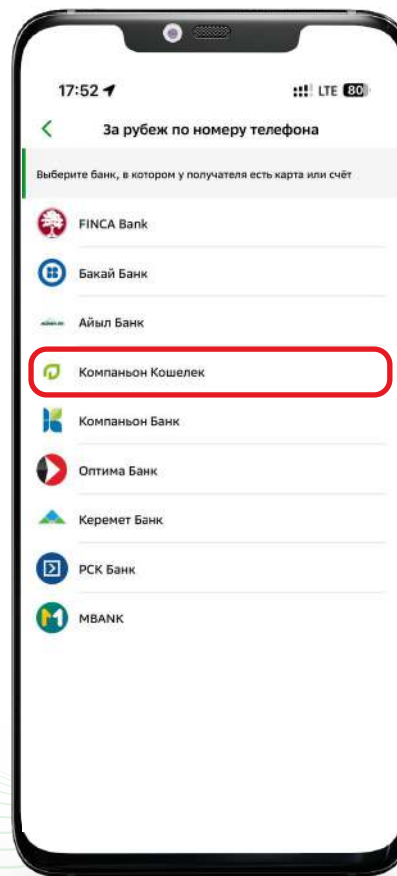 17:52
LTE 80
За рубеж по номеру телефона
Выберите банк, в котором у получателя есть карта или счёт
FINCA Bank
Бакай Банк
Айыл Банк
Компаньон Кошелек
Компаньон Банк
Оптима Банк
Керемет Банк
РСК Банк
MBANK